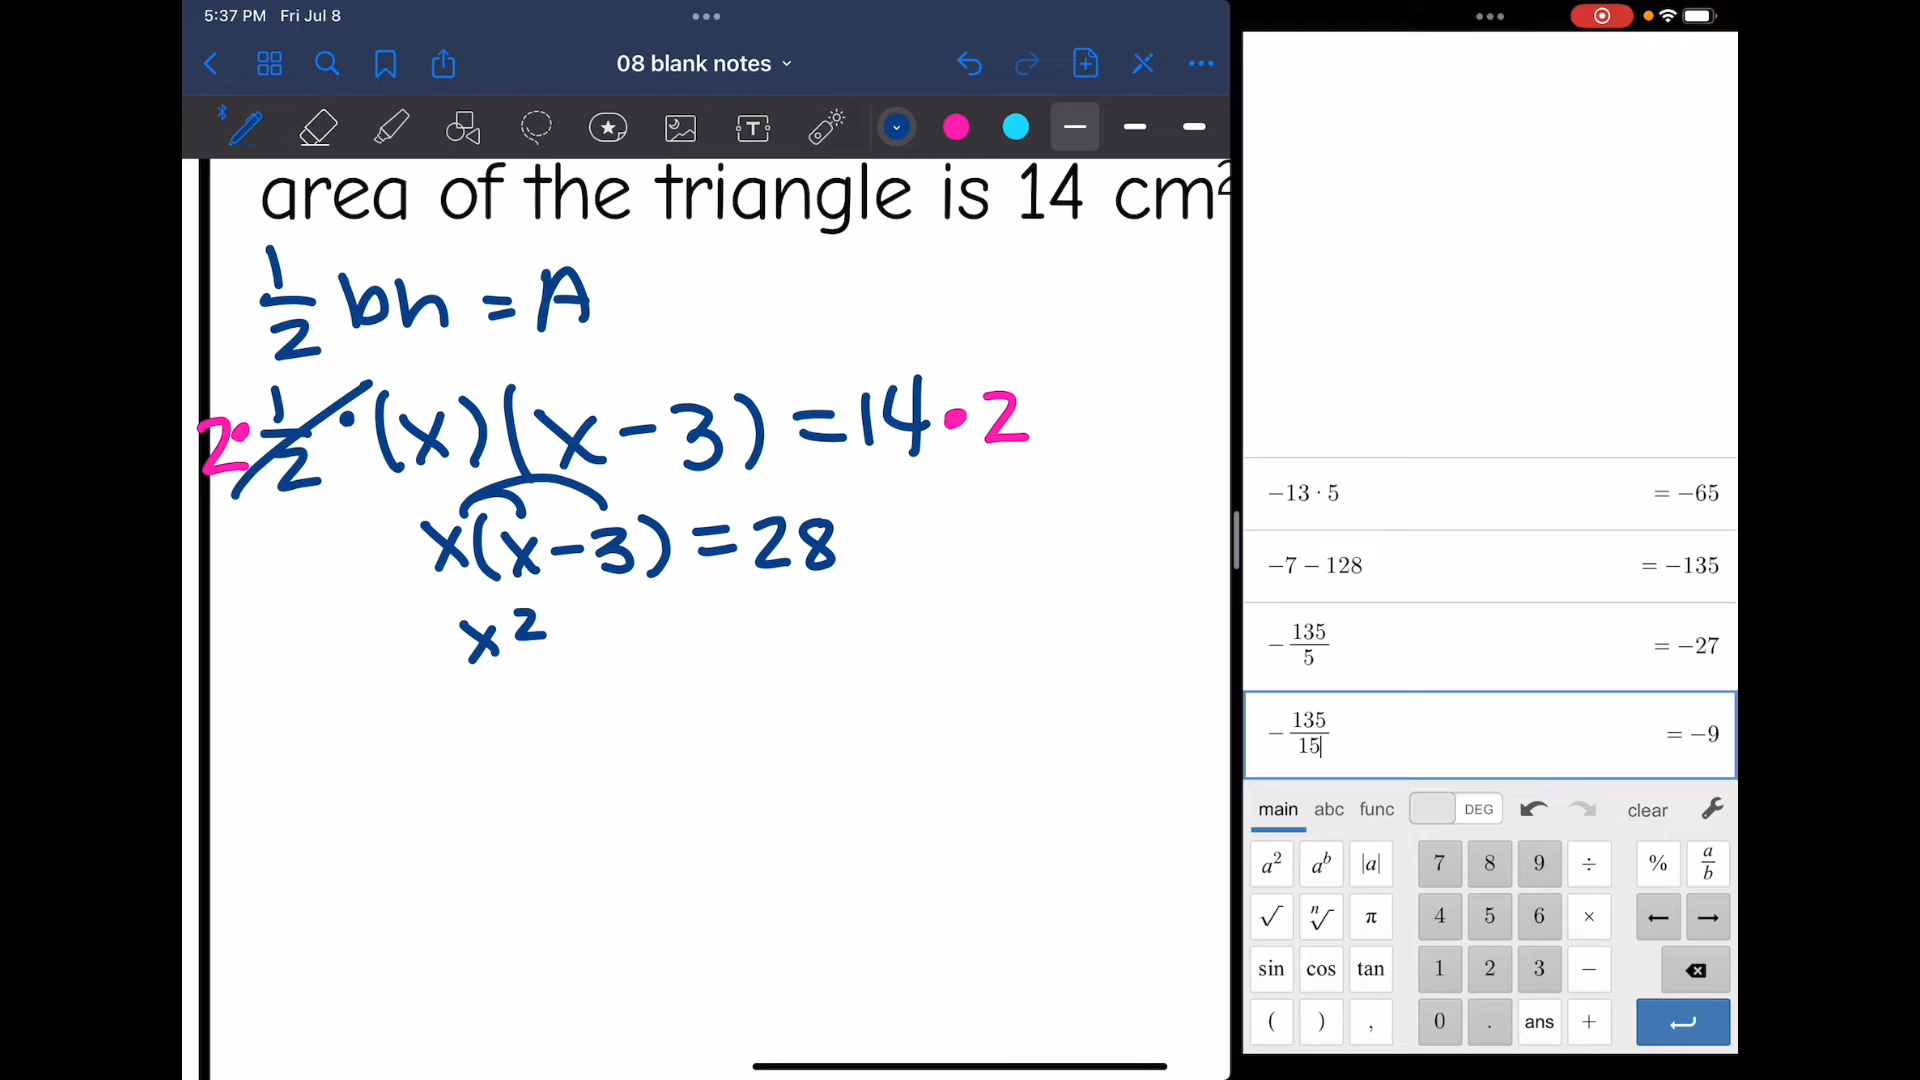 5:37 PM Fri Jul 8
08 blank notes
area of the triangle is 14 cm²
1/2 bh = A
2 · 1/2 · (x)(x - 3) = 14 · 2
x(x - 3) = 28
x²
−13 · 5 = −65
−7 − 128 = −135
−135/5 = −27
−135/15 = −9
main abc func DEG clear
a² aᵇ |a| 7 8 9 ÷ % a/b
√ ⁿ√ π 4 5 6 × ← →
sin cos tan 1 2 3 −
( ) , 0 . ans +